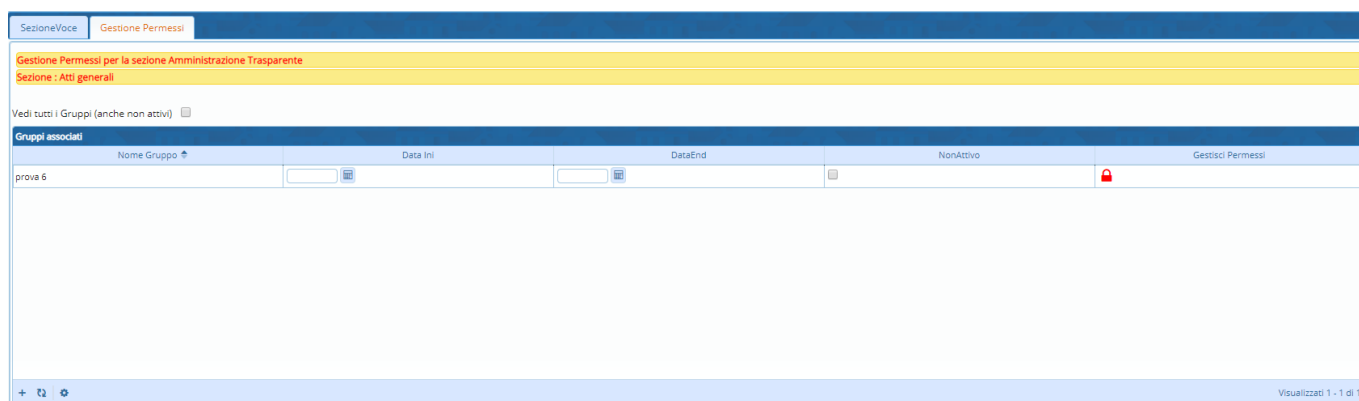 SezioneVoce Gestione Permessi
Gestione Permessi per la sezione Amministrazione Trasparente
Sezione : Atti generali
Vedi tutti i Gruppi (anche non attivi)
Gruppi associati
Nome Gruppo Data Ini DataEnd NonAttivo Gestisci Permessi
prova 6
Visualizzati 1 - 1 di 1